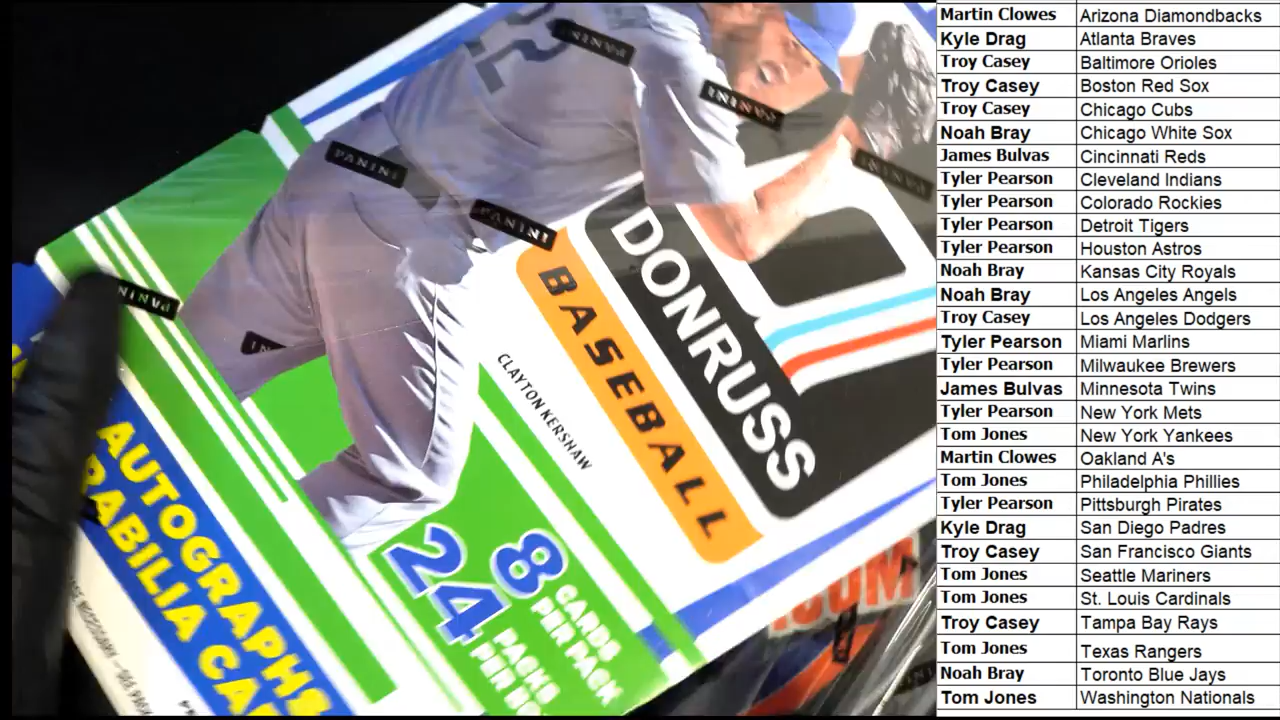 PANINI
PANINI
PANINI
PANINI
PANINI
PANIN
DONRUSS
BASEBALL
CLAYTON KERSHAW
8 CARDS PER PACK
24 PACKS
PER
AUTOGRAPHS
Martin Clowes Arizona Diamondbacks
Kyle Drag Atlanta Braves
Troy Casey Baltimore Orioles
Troy Casey Boston Red Sox
Troy Casey Chicago Cubs
Noah Bray Chicago White Sox
James Bulvas Cincinnati Reds
Tyler Pearson Cleveland Indians
Tyler Pearson Colorado Rockies
Tyler Pearson Detroit Tigers
Tyler Pearson Houston Astros
Noah Bray Kansas City Royals
Noah Bray Los Angeles Angels
Troy Casey Los Angeles Dodgers
Tyler Pearson Miami Marlins
Tyler Pearson Milwaukee Brewers
James Bulvas Minnesota Twins
Tyler Pearson New York Mets
Tom Jones New York Yankees
Martin Clowes Oakland A's
Tom Jones Philadelphia Phillies
Tyler Pearson Pittsburgh Pirates
Kyle Drag San Diego Padres
Troy Casey San Francisco Giants
Tom Jones Seattle Mariners
Tom Jones St. Louis Cardinals
Troy Casey Tampa Bay Rays
Tom Jones Texas Rangers
Noah Bray Toronto Blue Jays
Tom Jones Washington Nationals